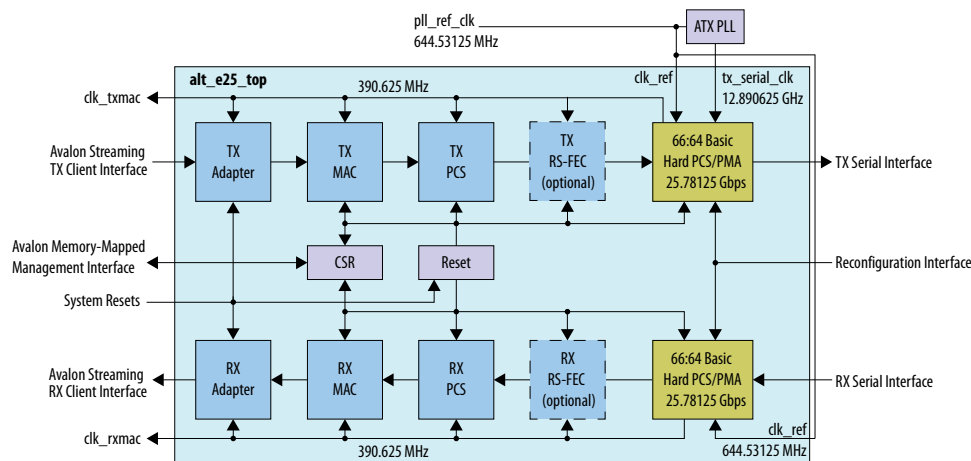 pll_ref_clk
644.53125 MHz
ATX PLL
alt_e25_top
390.625 MHz
clk_ref
tx_serial_clk
12.890625 GHz
clk_txmac
Avalon Streaming
TX Client Interface
TX
Adapter
TX
MAC
TX
PCS
TX
RS-FEC
(optional)
66:64 Basic
Hard PCS/PMA
25.78125 Gbps
TX Serial Interface
Avalon Memory-Mapped
Management Interface
CSR
Reset
Reconfiguration Interface
System Resets
Avalon Streaming
RX Client Interface
RX
Adapter
RX
MAC
RX
PCS
RX
RS-FEC
(optional)
66:64 Basic
Hard PCS/PMA
25.78125 Gbps
RX Serial Interface
clk_rxmac
390.625 MHz
clk_ref
644.53125 MHz